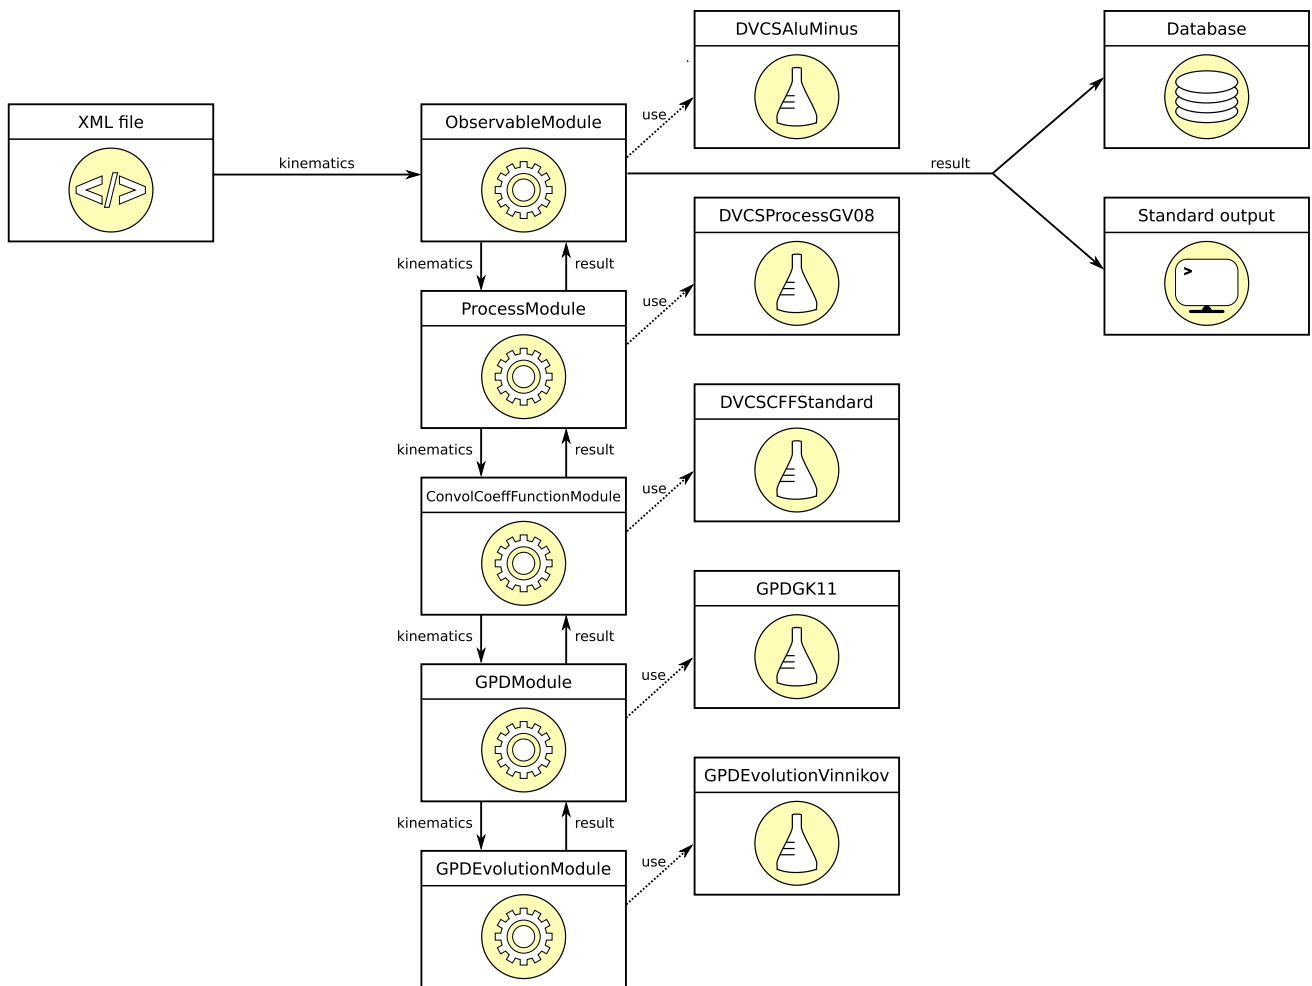 DVCSAluMinus
Database
XML file
ObservableModule
use
kinematics
result
</>
DVCSProcessGV08
Standard output
kinematics
result
>
ProcessModule
use
DVCSCFFStandard
kinematics
result
ConvolCoeffFunctionModule
use
GPDGK11
kinematics
result
GPDModule
use
GPDEvolutionVinnikov
kinematics
result
GPDEvolutionModule
use